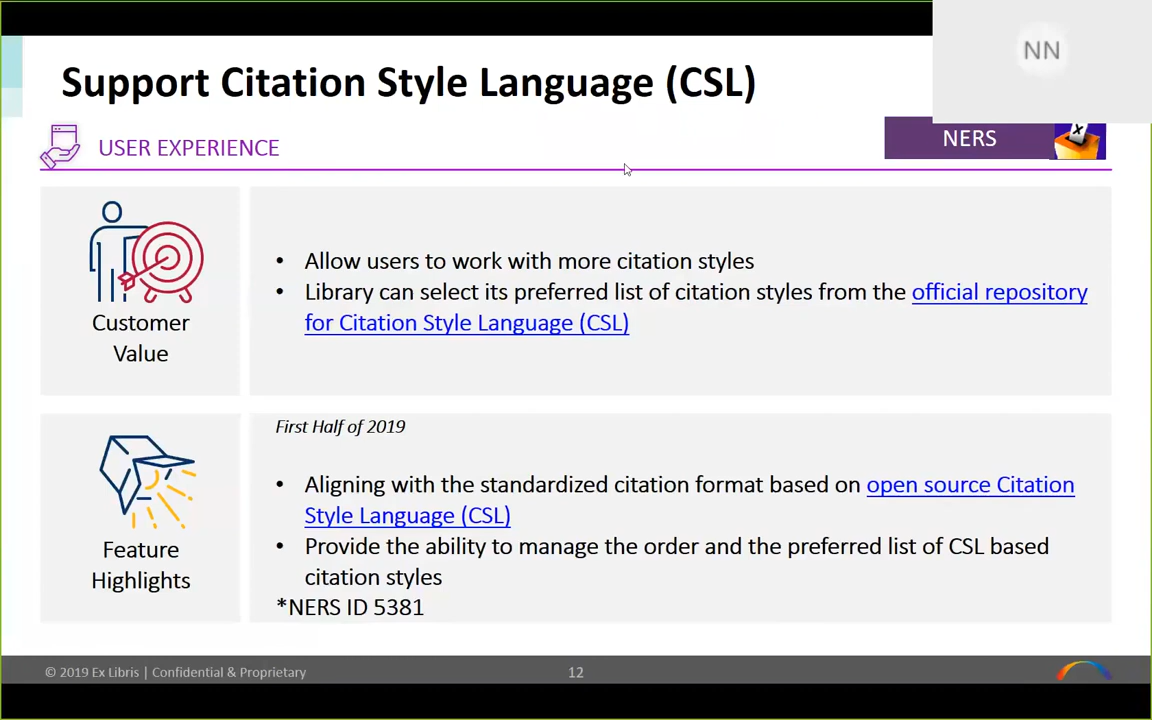 NN
Support Citation Style Language (CSL)
USER EXPERIENCE
NERS
Customer
Value
• Allow users to work with more citation styles
• Library can select its preferred list of citation styles from the official repository
for Citation Style Language (CSL)
Feature
Highlights
First Half of 2019
• Aligning with the standardized citation format based on open source Citation
Style Language (CSL)
• Provide the ability to manage the order and the preferred list of CSL based
citation styles
*NERS ID 5381
© 2019 Ex Libris | Confidential & Proprietary
12